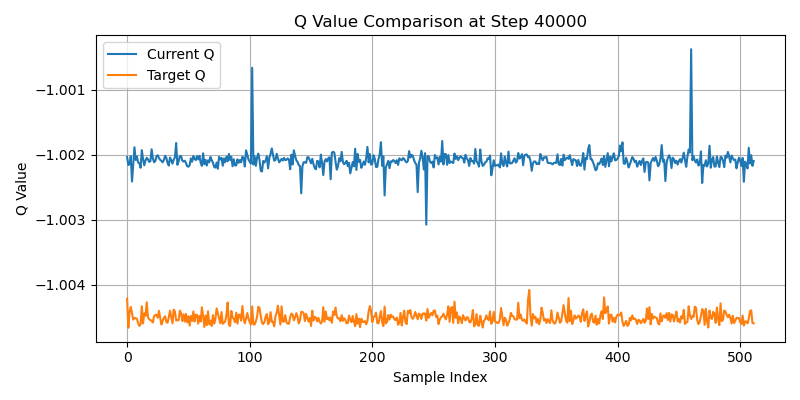 Q Value Comparison at Step 40000
Current Q
Target Q
−1.001
−1.002
−1.003
−1.004
Q Value
0
100
200
300
400
500
Sample Index